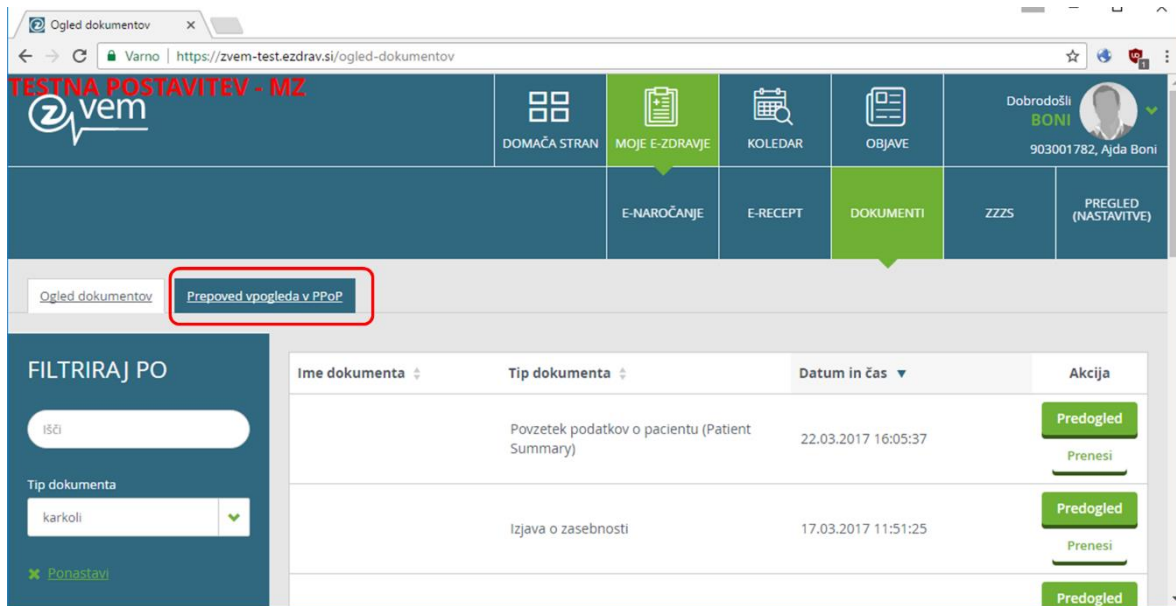 Ogled dokumentov
Varno | https://zvem-test.ezdrav.si/ogled-dokumentov
TESTNA POSTAVITEV - MZ
zvem
DOMAČA STRAN
MOJE E-ZDRAVJE
KOLEDAR
OBJAVE
Dobrodošli
BONI
903001782, Ajda Boni
E-NAROČANJE
E-RECEPT
DOKUMENTI
ZZZS
PREGLED
(NASTAVITVE)
Ogled dokumentov
Prepoved vpogleda v PPoP
FILTRIRAJ PO
Išči
Tip dokumenta
karkoli
Ponastavi
Ime dokumenta
Tip dokumenta
Datum in čas
Akcija
Povzetek podatkov o pacientu (Patient
Summary)
22.03.2017 16:05:37
Predogled
Prenesi
Izjava o zasebnosti
17.03.2017 11:51:25
Predogled
Prenesi
Predogled